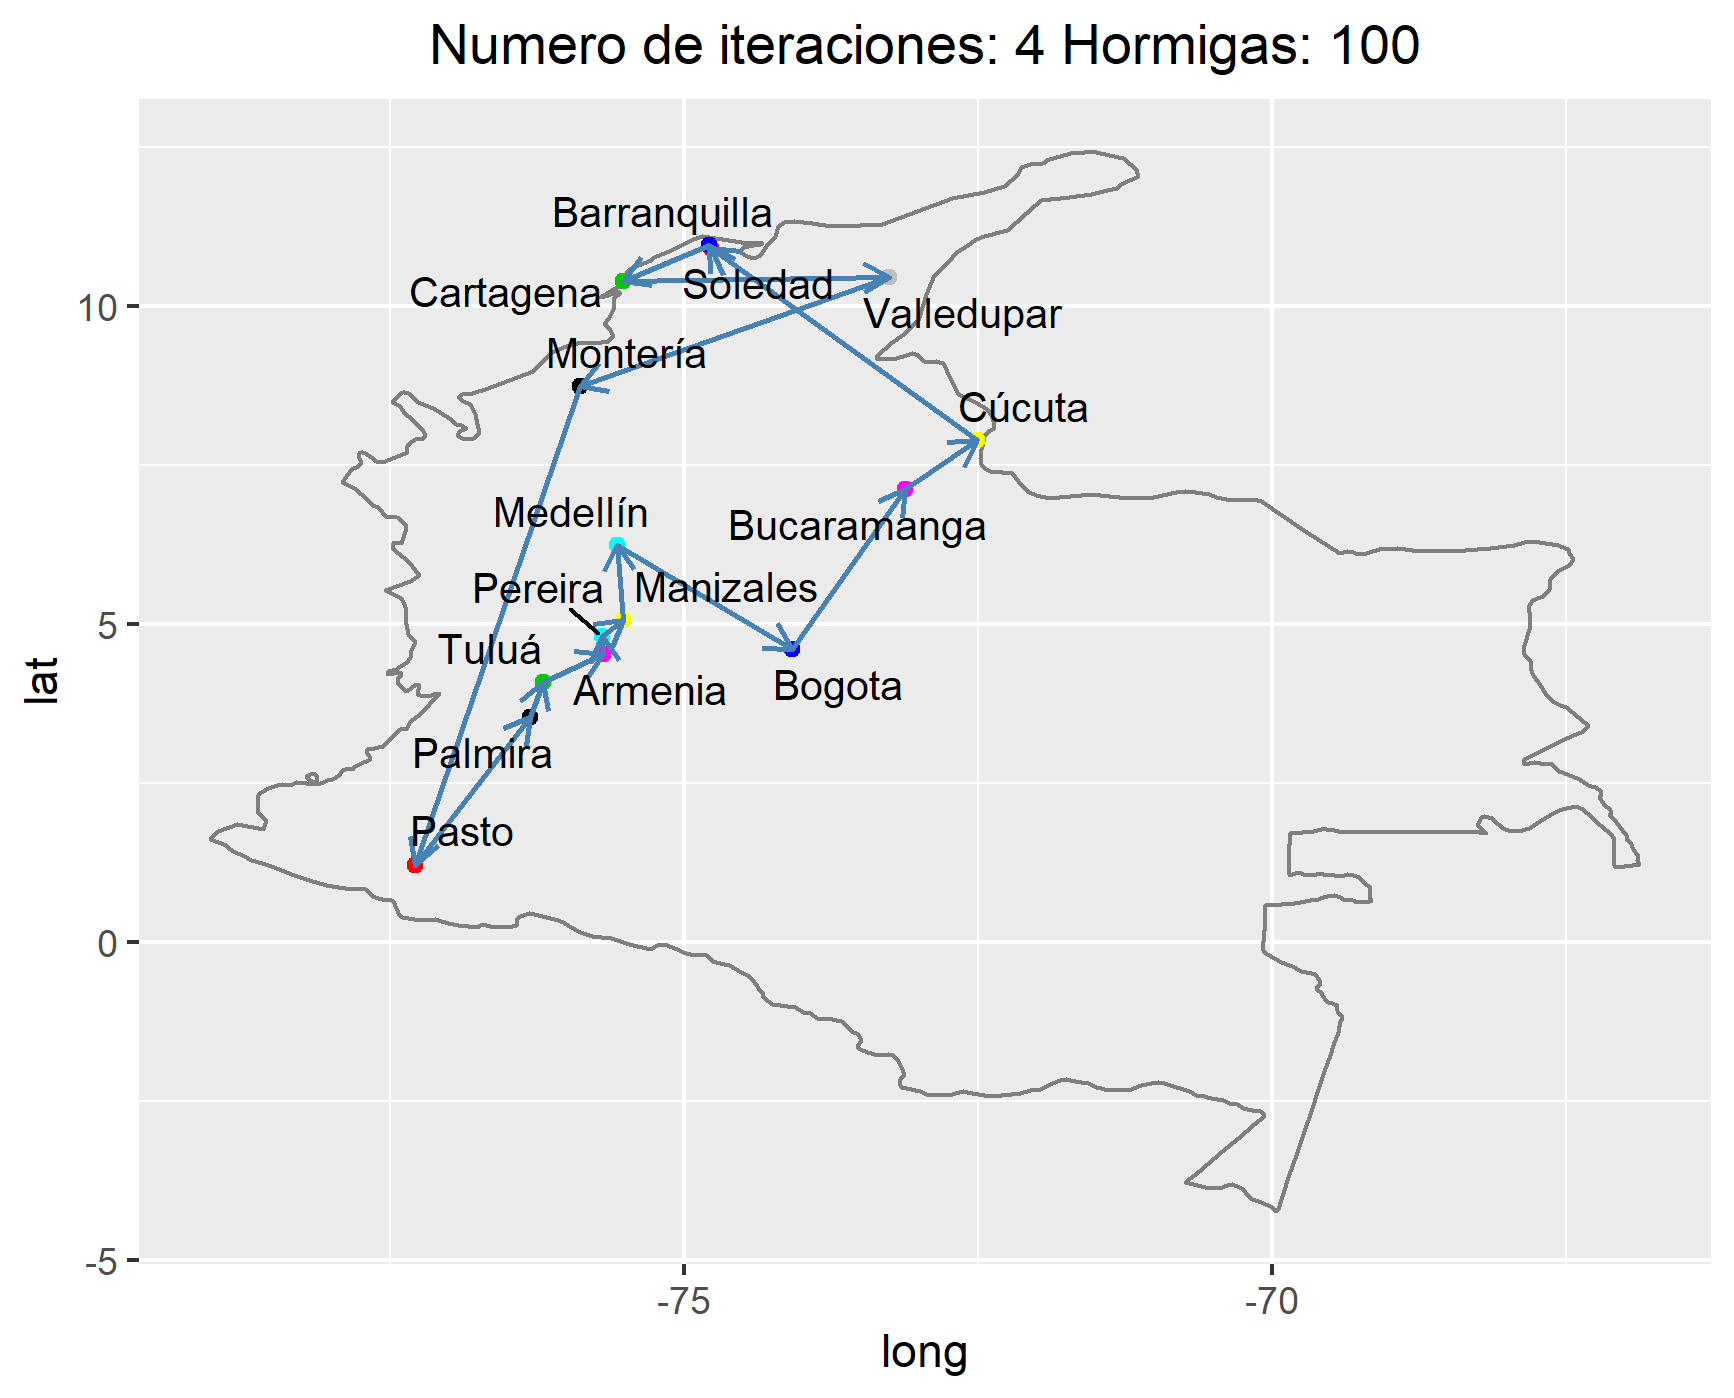 Numero de iteraciones: 4 Hormigas: 100
Barranquilla
Cartagena
Soledad
Valledupar
Montería
Cúcuta
Medellín
Bucaramanga
Pereira
Manizales
Tuluá
Armenia
Bogota
Palmira
Pasto
10
5
0
-5
lat
-75
-70
long